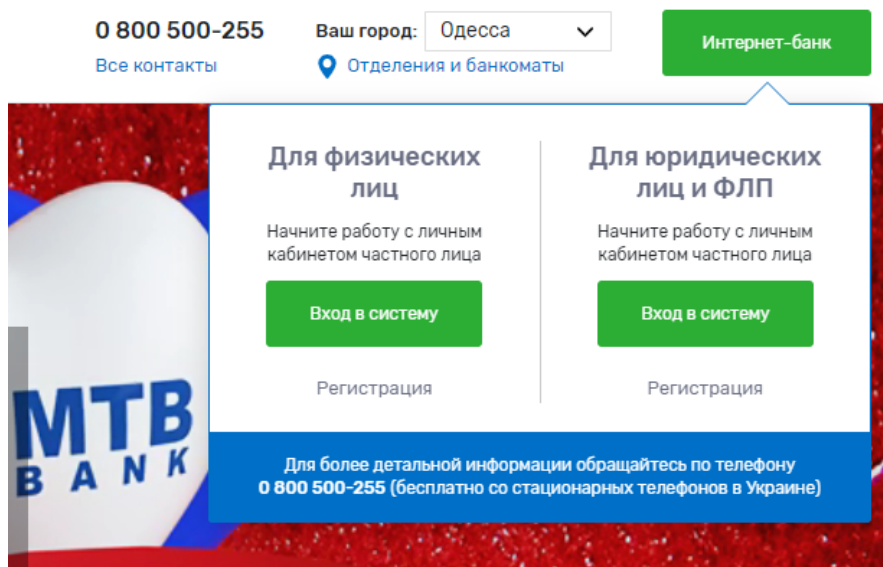 0 800 500-255
Все контакты
Ваш город: Одесса
Отделения и банкоматы
Интернет-банк
Для физических
лиц
Начните работу с личным
кабинетом частного лица
Вход в систему
Регистрация
Для юридических
лиц и ФЛП
Начните работу с личным
кабинетом частного лица
Вход в систему
Регистрация
Для более детальной информации обращайтесь по телефону
0 800 500-255 (бесплатно со стационарных телефонов в Украине)
MTB
BANK